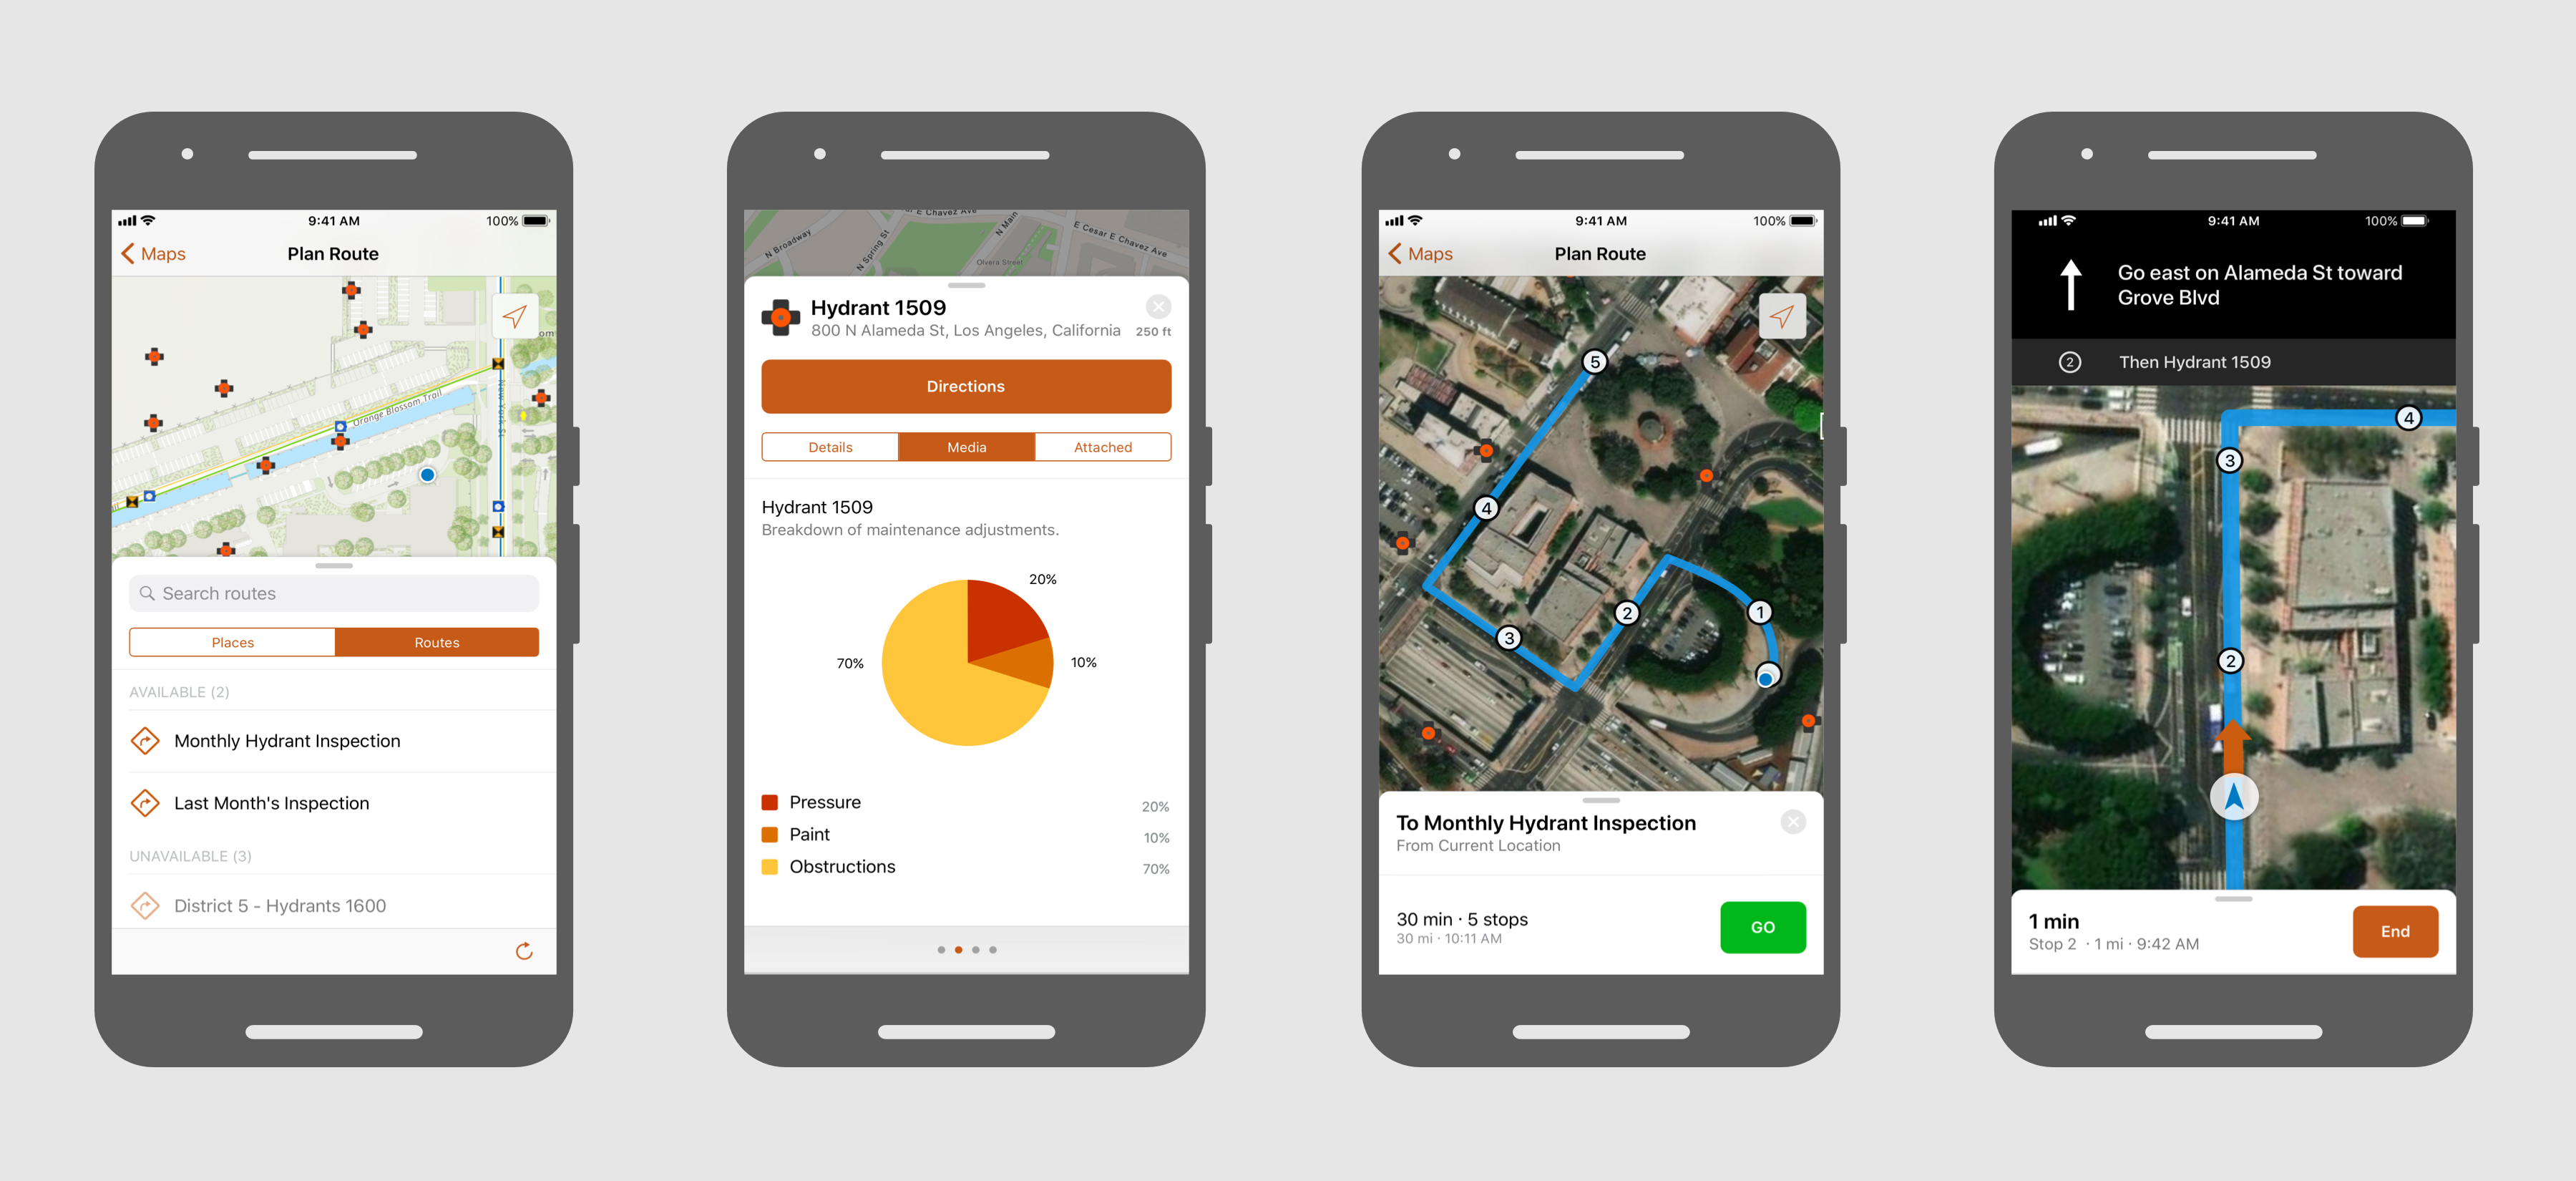 9:41 AM
100%
Maps
Plan Route
Orange Blossom Trail
New York St
Search routes
Places
Routes
AVAILABLE (2)
Monthly Hydrant Inspection
Last Month's Inspection
UNAVAILABLE (3)
District 5 - Hydrants 1600
E Chavez Ave
N Broadway
N Spring St
N Main
E Cesar E Chavez Ave
Olvera Street
Hydrant 1509
800 N Alameda St, Los Angeles, California
250 ft
Directions
Details
Media
Attached
Hydrant 1509
Breakdown of maintenance adjustments.
20%
10%
70%
Pressure
20%
Paint
10%
Obstructions
70%
9:41 AM
100%
Maps
Plan Route
5
4
3
2
1
To Monthly Hydrant Inspection
From Current Location
30 min · 5 stops
30 mi · 10:11 AM
GO
9:41 AM
100%
Go east on Alameda St toward
Grove Blvd
2
Then Hydrant 1509
4
3
2
1 min
Stop 2 · 1 mi · 9:42 AM
End